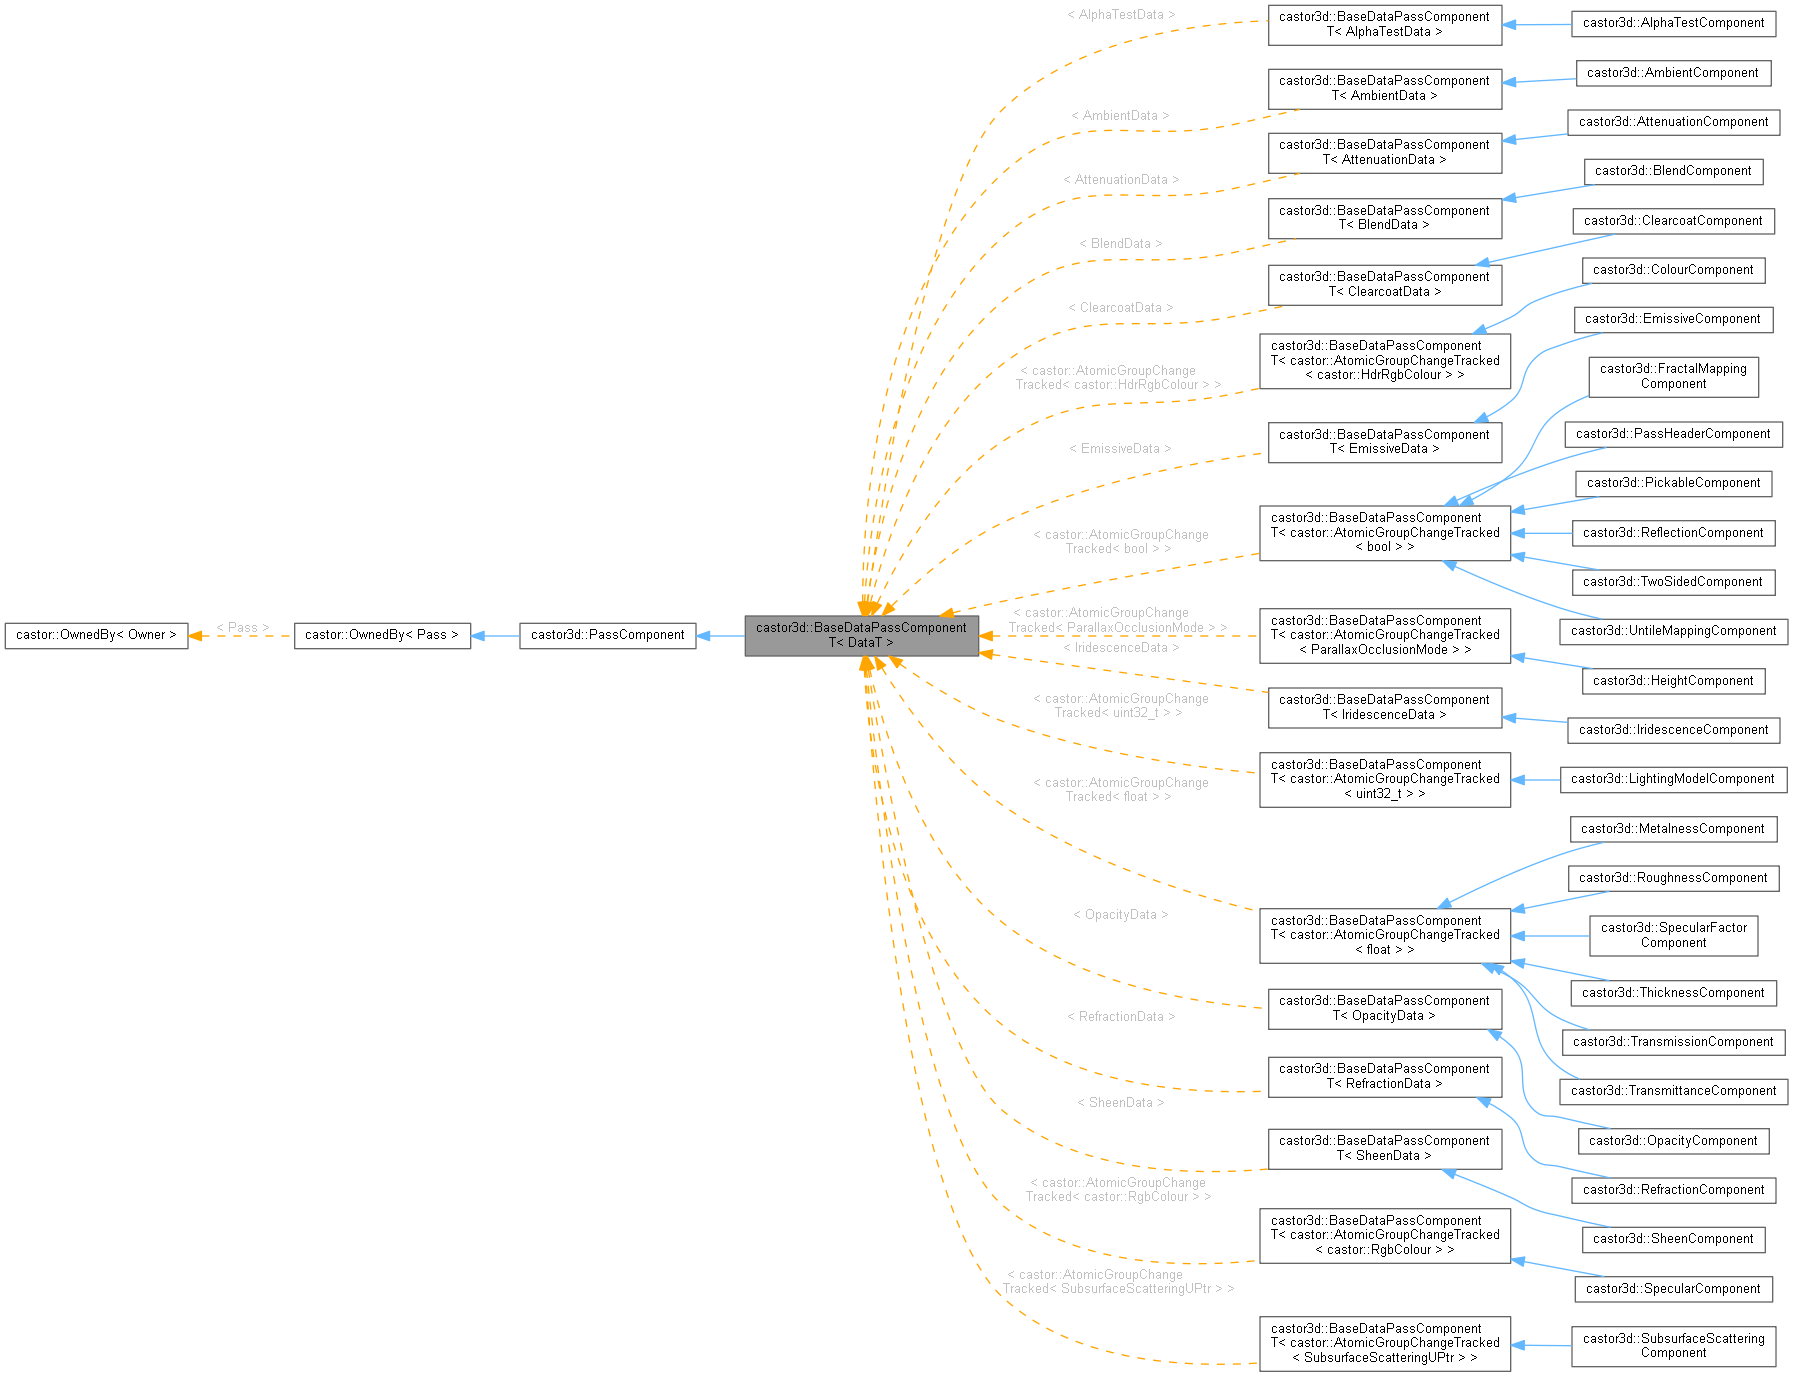 castor::OwnedBy< Owner >
< Pass >
castor::OwnedBy< Pass >
castor3d::PassComponent
castor3d::BaseDataPassComponent
T< DataT >
< AlphaTestData >
< AmbientData >
< AttenuationData >
< BlendData >
< ClearcoatData >
< castor::AtomicGroupChange
Tracked< castor::HdrRgbColour > >
< EmissiveData >
< castor::AtomicGroupChange
Tracked< bool > >
< castor::AtomicGroupChange
Tracked< ParallaxOcclusionMode > >
< IridescenceData >
< castor::AtomicGroupChange
Tracked< uint32_t > >
< castor::AtomicGroupChange
Tracked< float > >
< OpacityData >
< RefractionData >
< SheenData >
< castor::AtomicGroupChange
Tracked< castor::RgbColour > >
< castor::AtomicGroupChange
Tracked< SubsurfaceScatteringUPtr > >
castor3d::BaseDataPassComponent
T< AlphaTestData >
castor3d::BaseDataPassComponent
T< AmbientData >
castor3d::BaseDataPassComponent
T< AttenuationData >
castor3d::BaseDataPassComponent
T< BlendData >
castor3d::BaseDataPassComponent
T< ClearcoatData >
castor3d::BaseDataPassComponent
T< castor::AtomicGroupChangeTracked
< castor::HdrRgbColour > >
castor3d::BaseDataPassComponent
T< EmissiveData >
castor3d::BaseDataPassComponent
T< castor::AtomicGroupChangeTracked
< bool > >
castor3d::BaseDataPassComponent
T< castor::AtomicGroupChangeTracked
< ParallaxOcclusionMode > >
castor3d::BaseDataPassComponent
T< IridescenceData >
castor3d::BaseDataPassComponent
T< castor::AtomicGroupChangeTracked
< uint32_t > >
castor3d::BaseDataPassComponent
T< castor::AtomicGroupChangeTracked
< float > >
castor3d::BaseDataPassComponent
T< OpacityData >
castor3d::BaseDataPassComponent
T< RefractionData >
castor3d::BaseDataPassComponent
T< SheenData >
castor3d::BaseDataPassComponent
T< castor::AtomicGroupChangeTracked
< castor::RgbColour > >
castor3d::BaseDataPassComponent
T< castor::AtomicGroupChangeTracked
< SubsurfaceScatteringUPtr > >
castor3d::AlphaTestComponent
castor3d::AmbientComponent
castor3d::AttenuationComponent
castor3d::BlendComponent
castor3d::ClearcoatComponent
castor3d::ColourComponent
castor3d::EmissiveComponent
castor3d::FractalMapping
Component
castor3d::PassHeaderComponent
castor3d::PickableComponent
castor3d::ReflectionComponent
castor3d::TwoSidedComponent
castor3d::UntileMappingComponent
castor3d::HeightComponent
castor3d::IridescenceComponent
castor3d::LightingModelComponent
castor3d::MetalnessComponent
castor3d::RoughnessComponent
castor3d::SpecularFactor
Component
castor3d::ThicknessComponent
castor3d::TransmissionComponent
castor3d::TransmittanceComponent
castor3d::OpacityComponent
castor3d::RefractionComponent
castor3d::SheenComponent
castor3d::SpecularComponent
castor3d::SubsurfaceScattering
Component